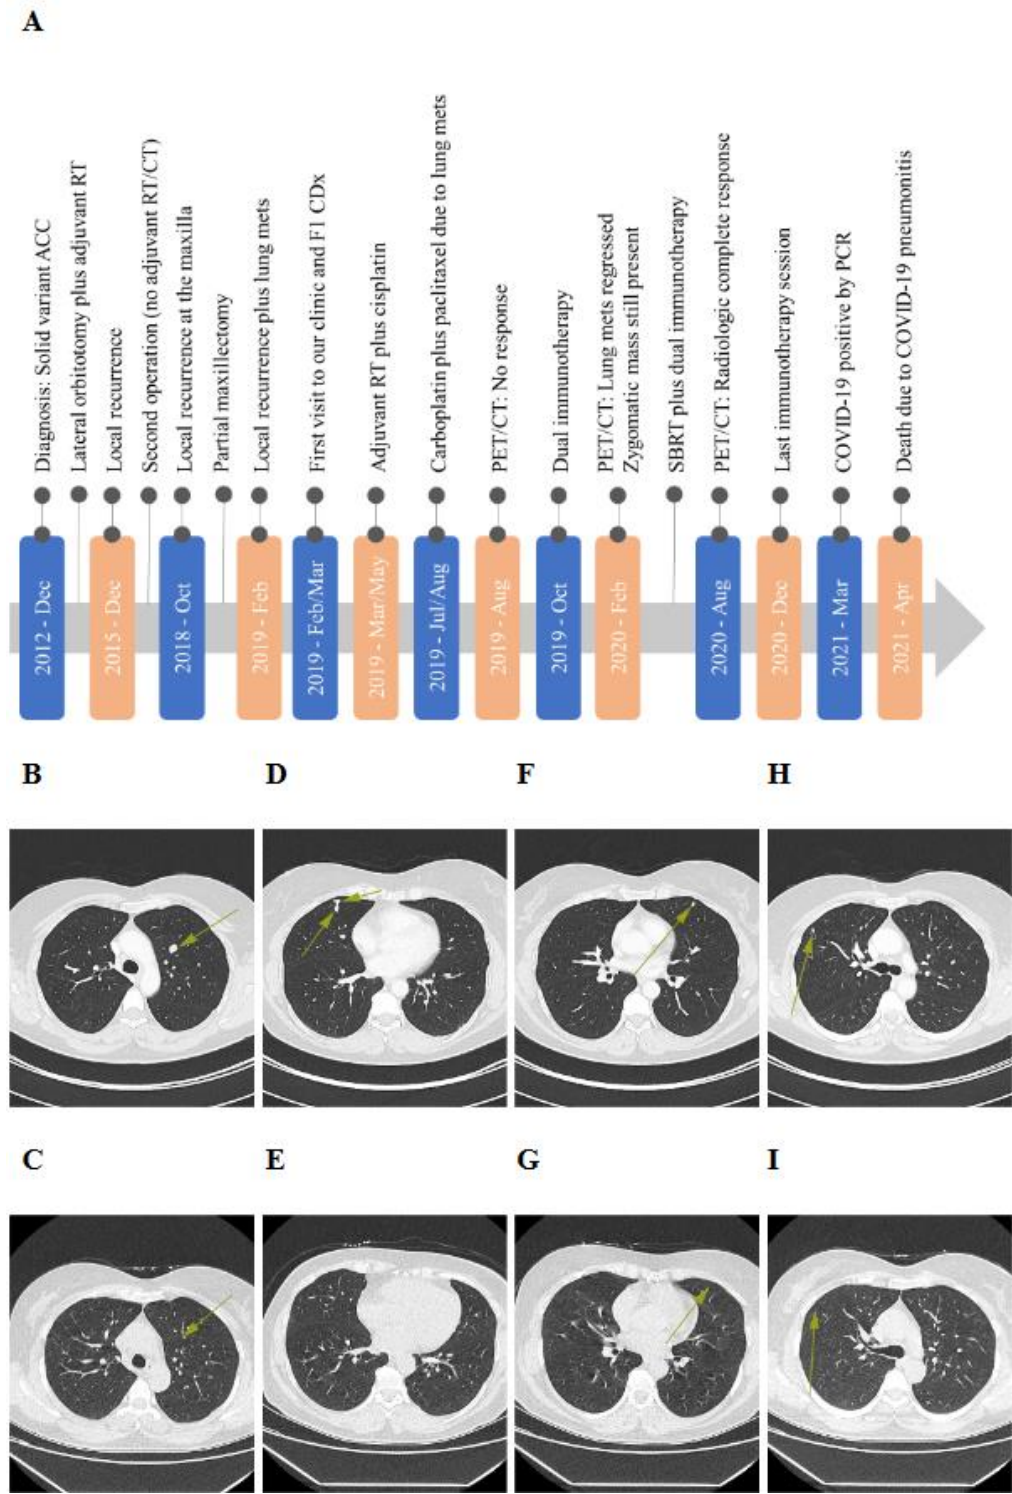 A
Diagnosis: Solid variant ACC
Lateral orbitotomy plus adjuvant RT
Local recurrence
Second operation (no adjuvant RT/CT)
Local recurrence at the maxilla
Partial maxillectomy
Local recurrence plus lung mets
First visit to our clinic and F1 CDx
Adjuvant RT plus cisplatin
Carboplatin plus paclitaxel due to lung mets
PET/CT: No response
Dual immunotherapy
PET/CT: Lung mets regressed
Zygomatic mass still present
SBRT plus dual immunotherapy
PET/CT: Radiologic complete response
Last immunotherapy session
COVID-19 positive by PCR
Death due to COVID-19 pneumonitis
2012 - Dec
2015 - Dec
2018 - Oct
2019 - Feb
2019 - Feb/Mar
2019 - Mar/May
2019 - Jul/Aug
2019 - Aug
2019 - Oct
2020 - Feb
2020 - Aug
2020 - Dec
2021 - Mar
2021 - Apr
B
D
F
H
C
E
G
I